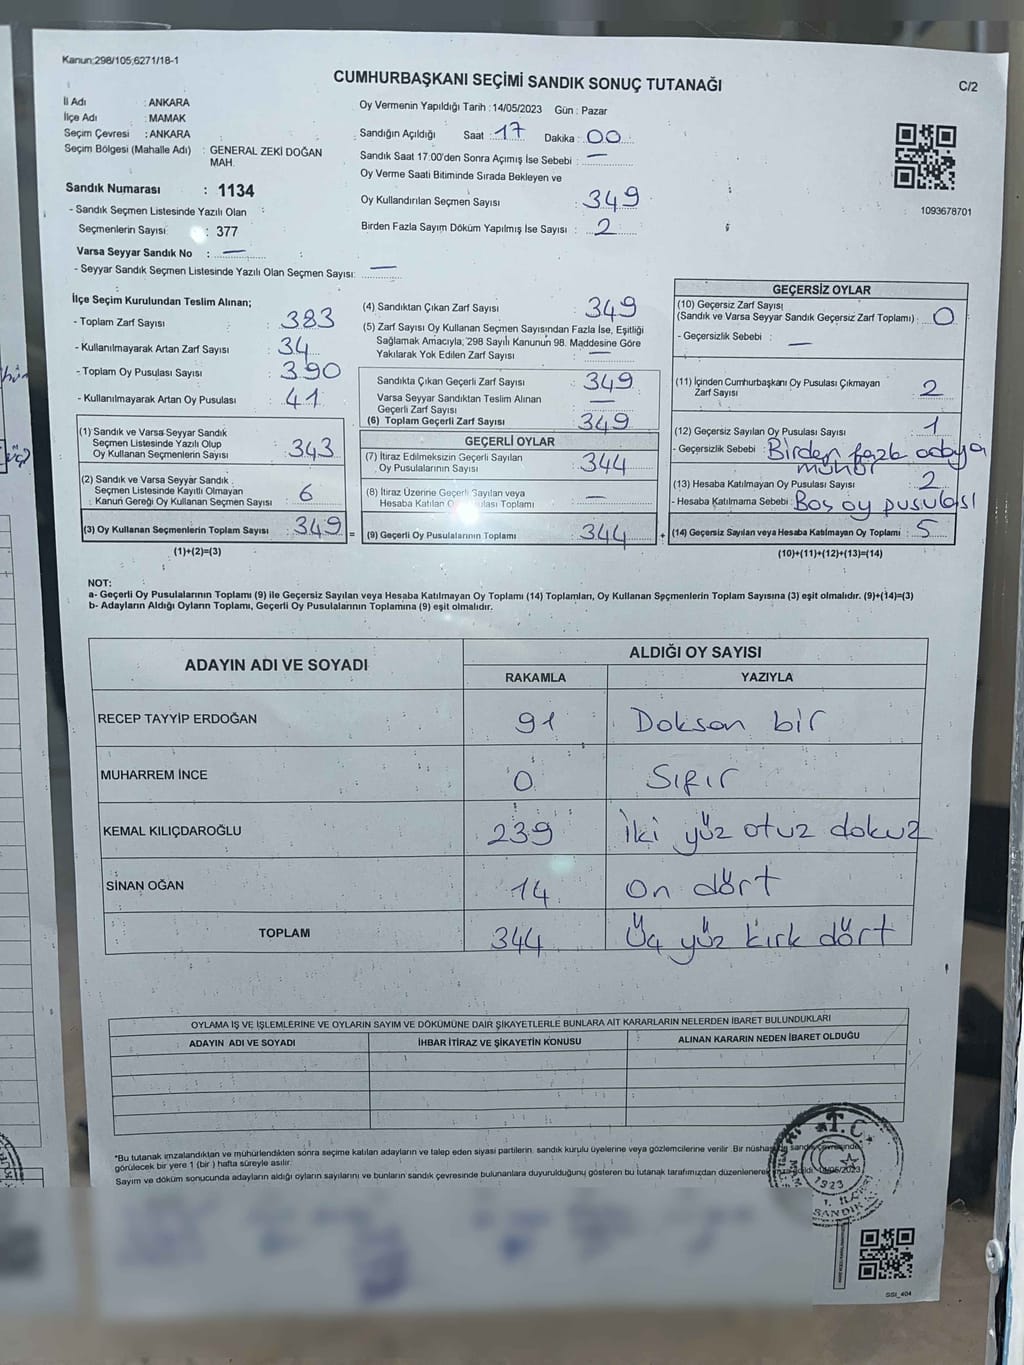 Kanun;298/105,6271/18-1
CUMHURBAŞKANI SEÇİMİ SANDIK SONUÇ TUTANAĞI
C/2
İl Adı : ANKARA
İlçe Adı : MAMAK
Seçim Çevresi : ANKARA
Seçim Bölgesi (Mahalle Adı) : GENERAL ZEKİ DOĞAN MAH.
Sandık Numarası : 1134
- Sandık Seçmen Listesinde Yazılı Olan
Seçmenlerin Sayısı : 377
Varsa Seyyar Sandık No : —
- Seyyar Sandık Seçmen Listesinde Yazılı Olan Seçmen Sayısı: —
Oy Vermenin Yapıldığı Tarih : 14/05/2023 Gün : Pazar
Sandığın Açıldığı Saat : 17 Dakika : 00
Sandık Saat 17:00'den Sonra Açımış İse Sebebi : —
Oy Verme Saati Bitiminde Sırada Bekleyen ve
Oy Kullandırılan Seçmen Sayısı : 349
Birden Fazla Sayım Döküm Yapılmış İse Sayısı : 2
1093678701
İlçe Seçim Kurulundan Teslim Alınan;
- Toplam Zarf Sayısı : 383
- Kullanılmayarak Artan Zarf Sayısı : 34
- Toplam Oy Pusulası Sayısı : 390
- Kullanılmayarak Artan Oy Pusulası : 41
(1) Sandık ve Varsa Seyyar Sandık
Seçmen Listesinde Yazılı Olup
Oy Kullanan Seçmenlerin Sayısı : 343
(2) Sandık ve Varsa Seyyar Sandık
Seçmen Listesinde Kayıtlı Olmayan
Kanun Gereği Oy Kullanan Seçmen Sayısı : 6
(3) Oy Kullanan Seçmenlerin Toplam Sayısı : 349 =
(1)+(2)=(3)
(4) Sandıktan Çıkan Zarf Sayısı : 349
(5) Zarf Sayısı Oy Kullanan Seçmen Sayısından Fazla İse, Eşitliği
Sağlamak Amacıyla, 298 Sayılı Kanunun 98. Maddesine Göre
Yakılarak Yok Edilen Zarf Sayısı : —
Sandıkta Çıkan Geçerli Zarf Sayısı : 349
Varsa Seyyar Sandıktan Teslim Alınan
Geçerli Zarf Sayısı : —
(6) Toplam Geçerli Zarf Sayısı : 349
GEÇERLİ OYLAR
(7) İtiraz Edilmeksizin Geçerli Sayılan
Oy Pusulalarının Sayısı : 344
(8) İtiraz Üzerine Geçerli Sayılan veya
Hesaba Katılan Oy Pusulası Toplamı : —
(9) Geçerli Oy Pusulalarının Toplamı : 344 +
GEÇERSİZ OYLAR
(10) Geçersiz Zarf Sayısı
(Sandık ve Varsa Seyyar Sandık Geçersiz Zarf Toplamı) : 0
- Geçersizlik Sebebi : —
(11) İçinden Cumhurbaşkanı Oy Pusulası Çıkmayan
Zarf Sayısı : 2
(12) Geçersiz Sayılan Oy Pusulası Sayısı : 1
- Geçersizlik Sebebi : Birden fazla adaya
mühür
(13) Hesaba Katılmayan Oy Pusulası Sayısı : 2
- Hesaba Katılmama Sebebi : Boş oy pusulası
(14) Geçersiz Sayılan veya Hesaba Katılmayan Oy Toplamı : 5
(10)+(11)+(12)+(13)=(14)
NOT:
a- Geçerli Oy Pusulalarının Toplamı (9) ile Geçersiz Sayılan veya Hesaba Katılmayan Oy Toplamı (14) Toplamları, Oy Kullanan Seçmenlerin Toplam Sayısına (3) eşit olmalıdır. (9)+(14)=(3)
b- Adayların Aldığı Oyların Toplamı, Geçerli Oy Pusulalarının Toplamına (9) eşit olmalıdır.
ADAYIN ADI VE SOYADI
ALDIĞI OY SAYISI
RAKAMLA YAZIYLA
RECEP TAYYİP ERDOĞAN 91 Doksan bir
MUHARREM İNCE 0 Sıfır
KEMAL KILIÇDAROĞLU 239 İki yüz otuz dokuz
SİNAN OĞAN 14 On dört
TOPLAM 344 Üç yüz kırk dört
OYLAMA İŞ VE İŞLEMLERİNE VE OYLARIN SAYIM VE DÖKÜMÜNE DAİR ŞİKAYETLERLE BUNLARA AİT KARARLARIN NELERDEN İBARET BULUNDUKLARI
ADAYIN ADI VE SOYADI İHBAR İTİRAZ VE ŞİKAYETİN KONUSU ALINAN KARARIN NEDEN İBARET OLDUĞU
*Bu tutanak imzalandıktan ve mühürlendikten sonra seçime katılan adayların ve talep eden siyasi partilerin, sandık kurulu üyelerine veya gözlemcilerine verilir. Bir nüshası da sandık çevresinde
görülecek bir yere 1 (bir) hafta süreyle asılır.
Sayım ve döküm sonucunda adayların aldığı oyların sayılarını ve bunların sandık çevresinde bulunanlara duyurulduğunu gösteren bu tutanak tarafımızdan düzenlenerek
T.C.
1923
SSI_404